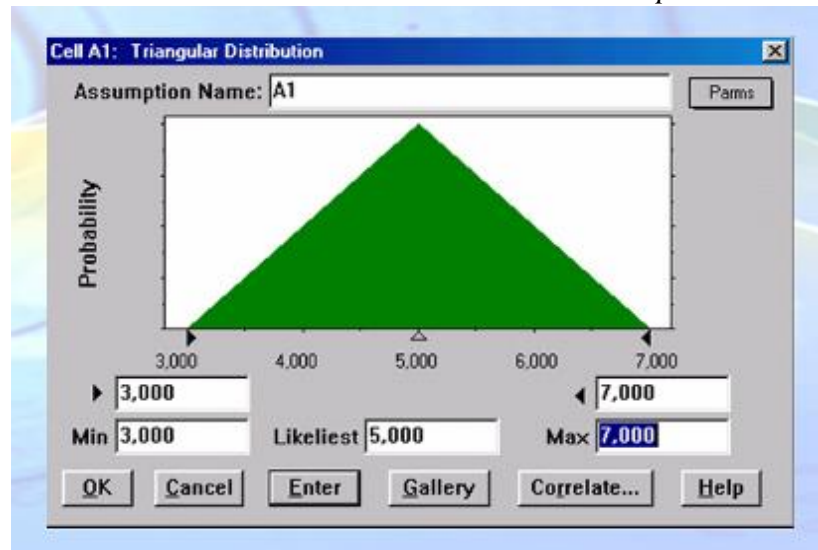 Cell A1: Triangular Distribution
Assumption Name: A1 Parms
Probability
3,000 4,000 5,000 6,000 7,000
3,000 7,000
Min 3,000 Likeliest 5,000 Max 7,000
OK Cancel Enter Gallery Correlate... Help